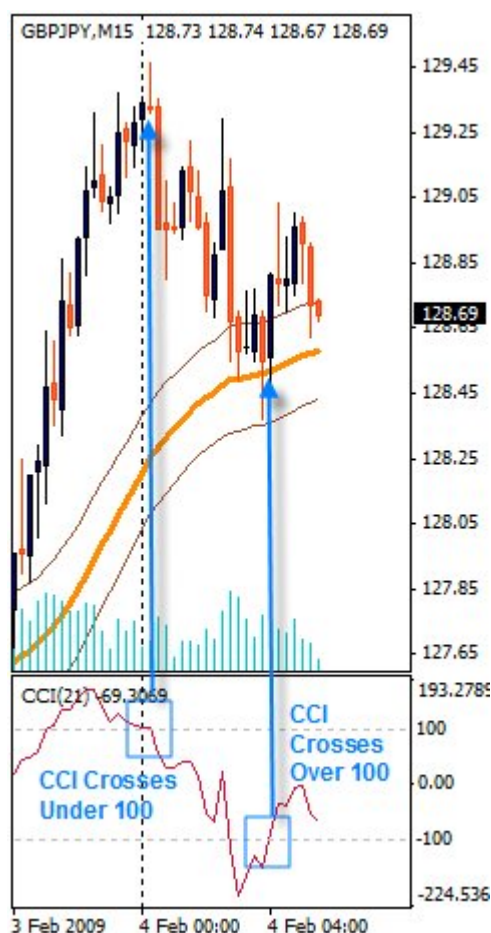 GBPJPY,M15 128.73 128.74 128.67 128.69
129.45
129.25
129.05
128.85
128.69
128.65
128.45
128.25
128.05
127.85
127.65
CCI(21) -69.3069
193.2789
100
CCI
Crosses
Over 100
CCI Crosses
Under 100
0.00
-100
-224.536
3 Feb 2009
4 Feb 00:00
4 Feb 04:00